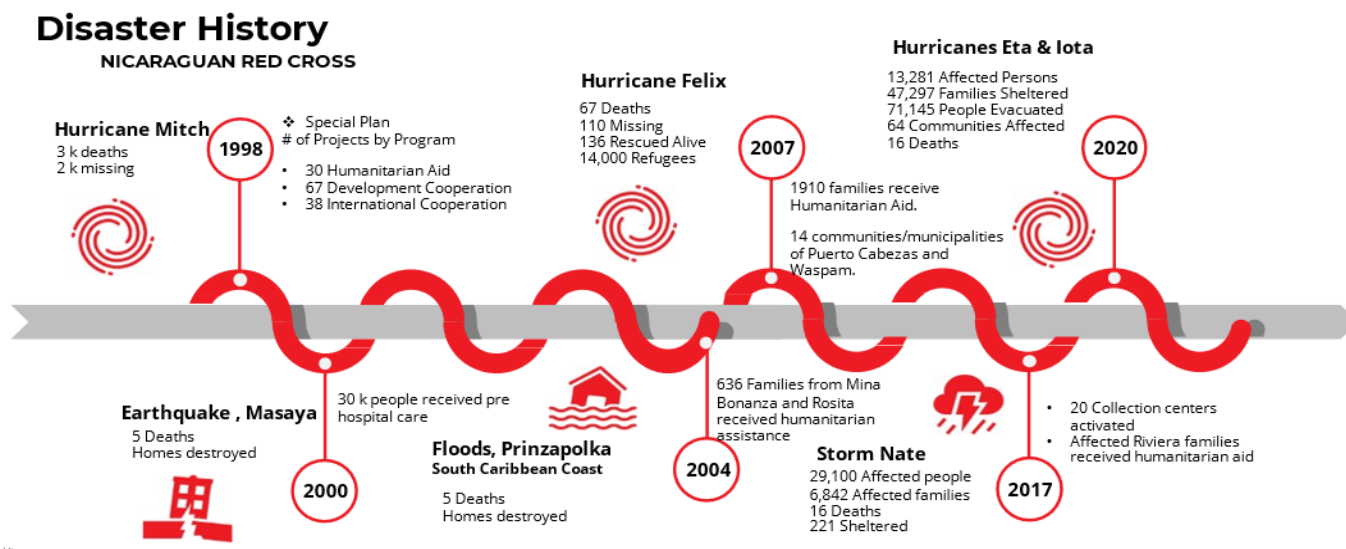 Disaster History
NICARAGUAN RED CROSS
Hurricane Mitch
3 k deaths
2 k missing
1998
❖ Special Plan
# of Projects by Program
• 30 Humanitarian Aid
• 67 Development Cooperation
• 38 International Cooperation
Hurricane Felix
67 Deaths
110 Missing
136 Rescued Alive
14,000 Refugees
2007
1910 families receive
Humanitarian Aid.
14 communities/municipalities
of Puerto Cabezas and
Waspam.
Hurricanes Eta & Iota
13,281 Affected Persons
47,297 Families Sheltered
71,145 People Evacuated
64 Communities Affected
16 Deaths
2020
Earthquake , Masaya
5 Deaths
Homes destroyed
30 k people received pre
hospital care
2000
Floods, Prinzapolka
South Caribbean Coast
5 Deaths
Homes destroyed
636 Families from Mina
Bonanza and Rosita
received humanitarian
assistance
2004
Storm Nate
29,100 Affected people
6,842 Affected families
16 Deaths
221 Sheltered
2017
• 20 Collection centers
activated
• Affected Riviera families
received humanitarian aid